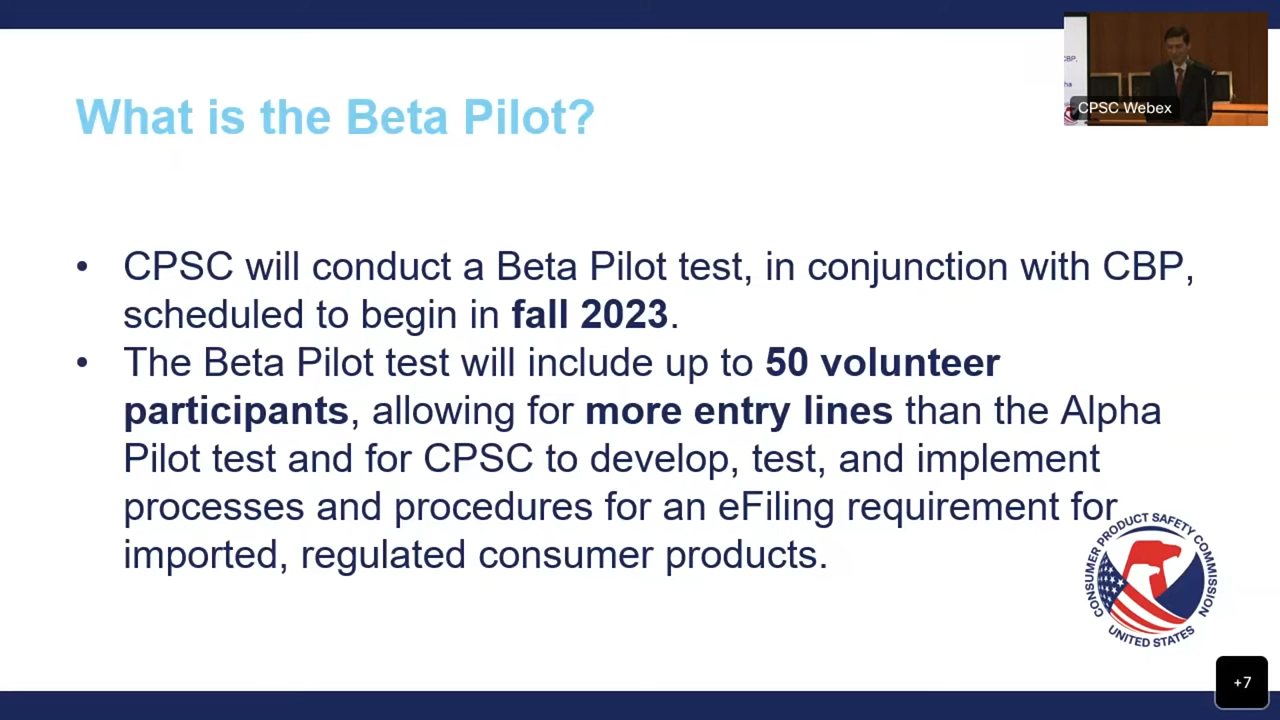 What is the Beta Pilot?
CBP,
CPSC Webex
• CPSC will conduct a Beta Pilot test, in conjunction with CBP,
scheduled to begin in fall 2023.
• The Beta Pilot test will include up to 50 volunteer
participants, allowing for more entry lines than the Alpha
Pilot test and for CPSC to develop, test, and implement
processes and procedures for an eFiling requirement for
imported, regulated consumer products.
CONSUMER PRODUCT SAFETY COMMISSION
UNITED STATES
+7